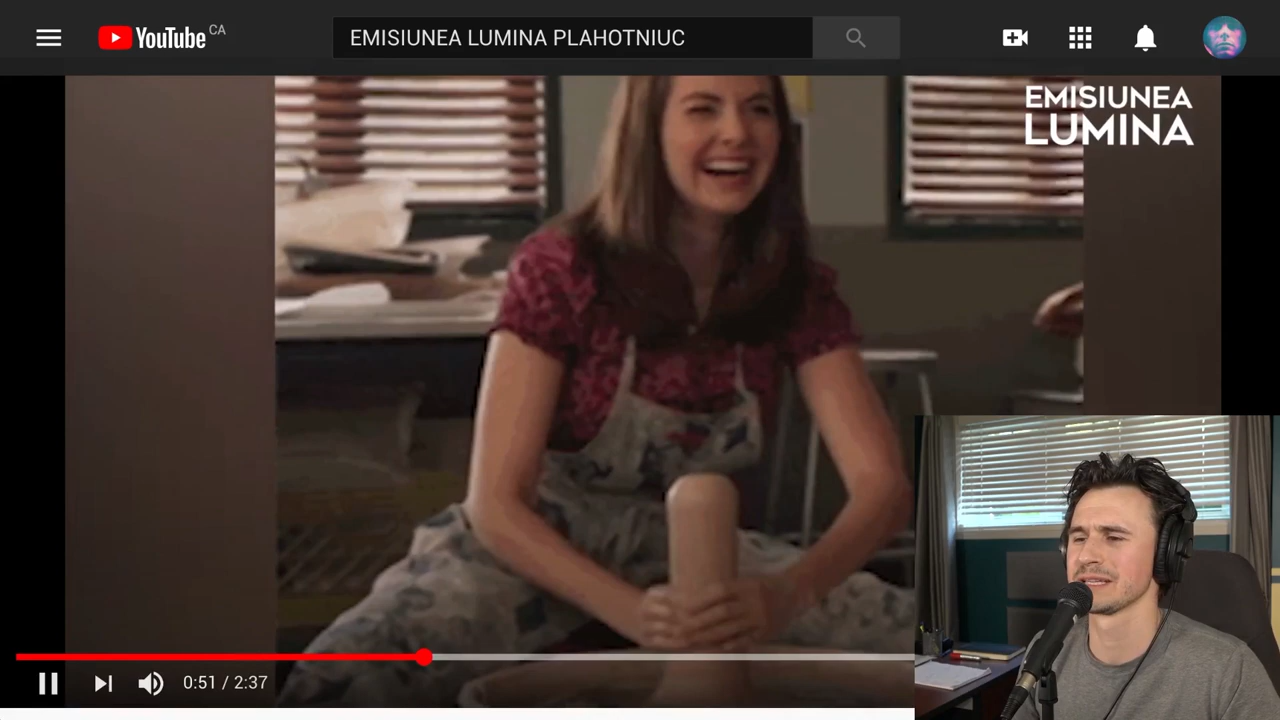 YouTube CA
EMISIUNEA LUMINA PLAHOTNIUC
EMISIUNEA
LUMINA
0:51 / 2:37